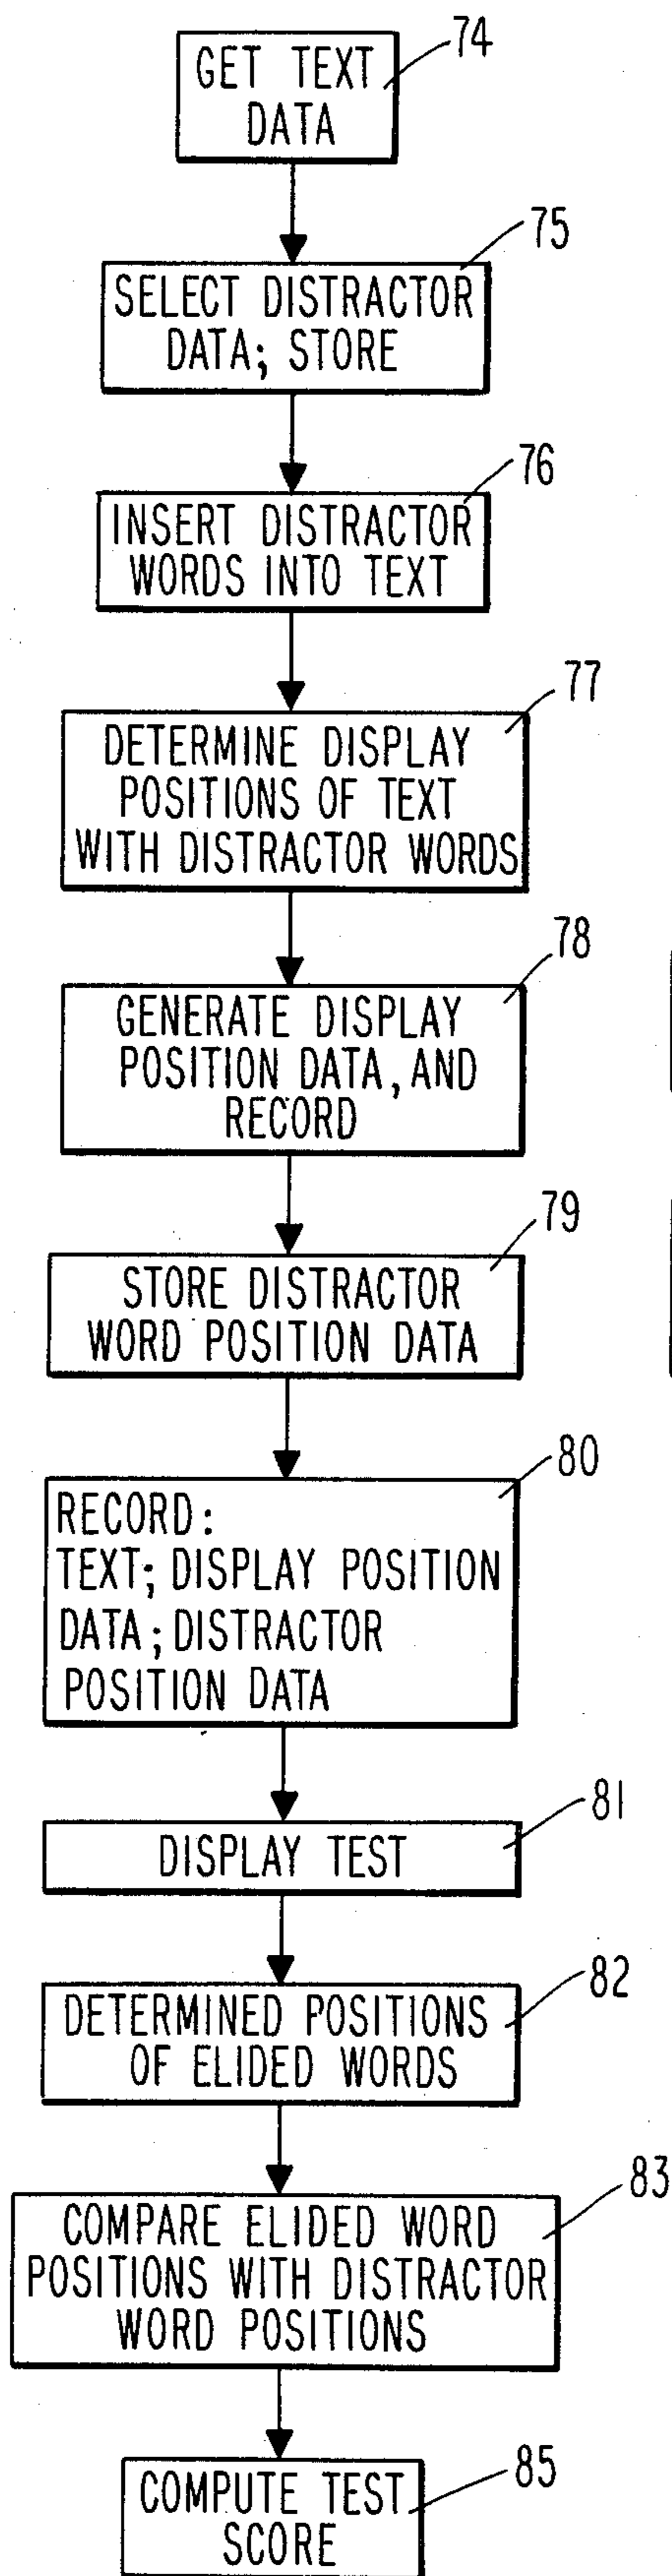 74
GET TEXT
DATA
75
SELECT DISTRACTOR
DATA; STORE
76
INSERT DISTRACTOR
WORDS INTO TEXT
77
DETERMINE DISPLAY
POSITIONS OF TEXT
WITH DISTRACTOR WORDS
78
GENERATE DISPLAY
POSITION DATA, AND
RECORD
79
STORE DISTRACTOR
WORD POSITION DATA
80
RECORD:
TEXT; DISPLAY POSITION
DATA; DISTRACTOR
POSITION DATA
81
DISPLAY TEST
82
DETERMINED POSITIONS
OF ELIDED WORDS
83
COMPARE ELIDED WORD
POSITIONS WITH DISTRACTOR
WORD POSITIONS
85
COMPUTE TEST
SCORE